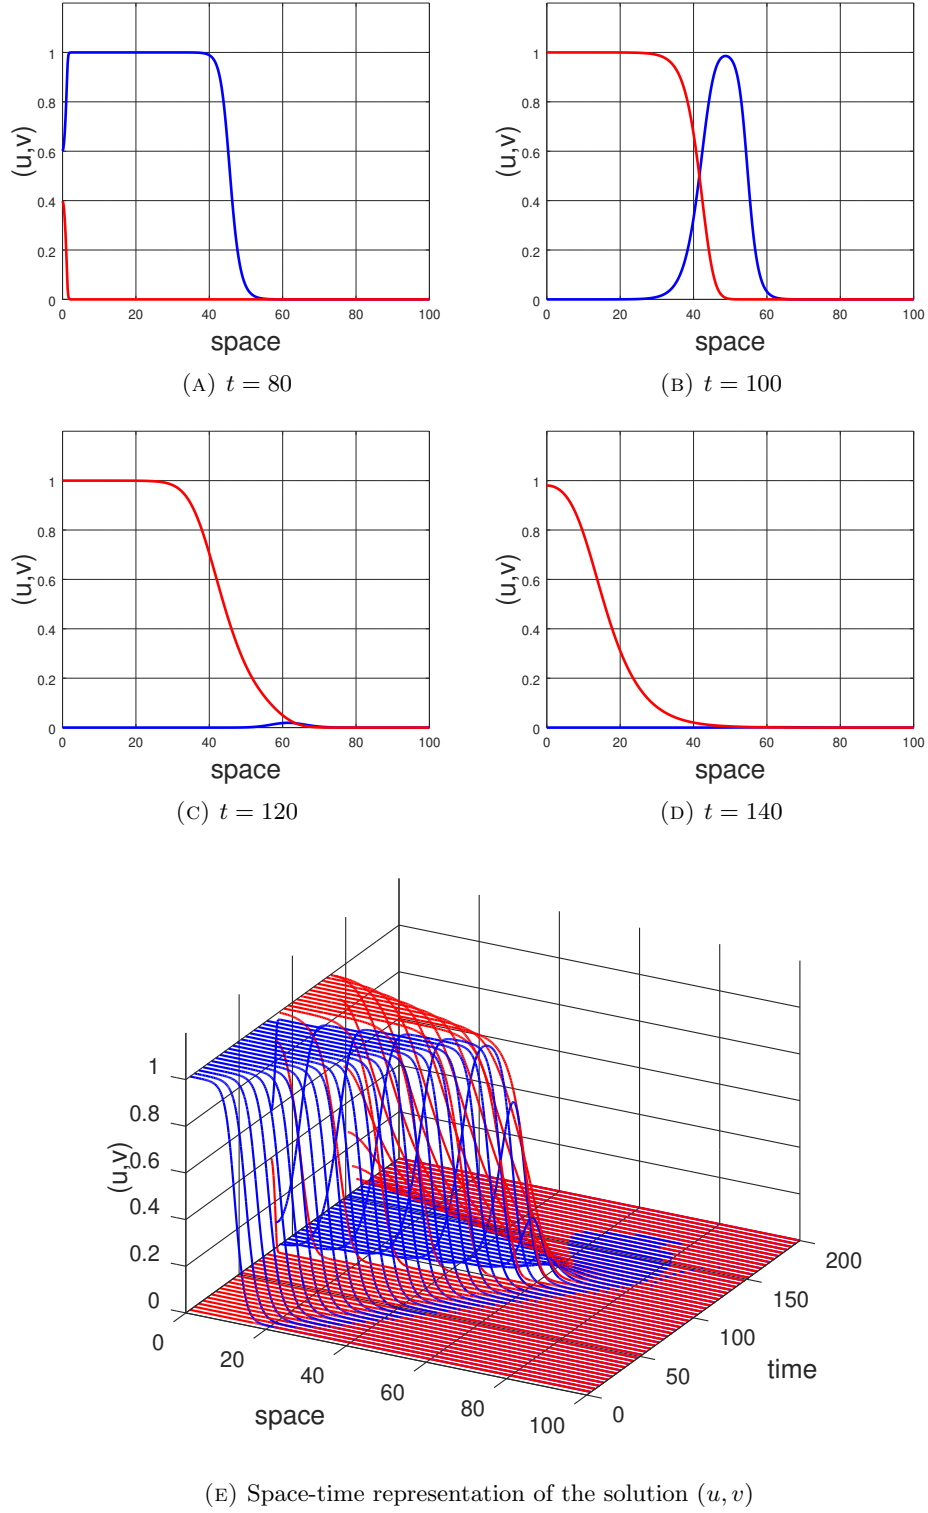 1
0.8
0.6
0.4
0.2
0
(u,v)
0 20 40 60 80 100
space
(A) t = 80
1
0.8
0.6
0.4
0.2
0
(u,v)
0 20 40 60 80 100
space
(B) t = 100
1
0.8
0.6
0.4
0.2
0
(u,v)
0 20 40 60 80 100
space
(C) t = 120
1
0.8
0.6
0.4
0.2
0
(u,v)
0 20 40 60 80 100
space
(D) t = 140
1
0.8
0.6
0.4
0.2
0
(u,v)
0 20 40 60 80 100
space
0 50 100 150 200
time
(E) Space-time representation of the solution (u, v)